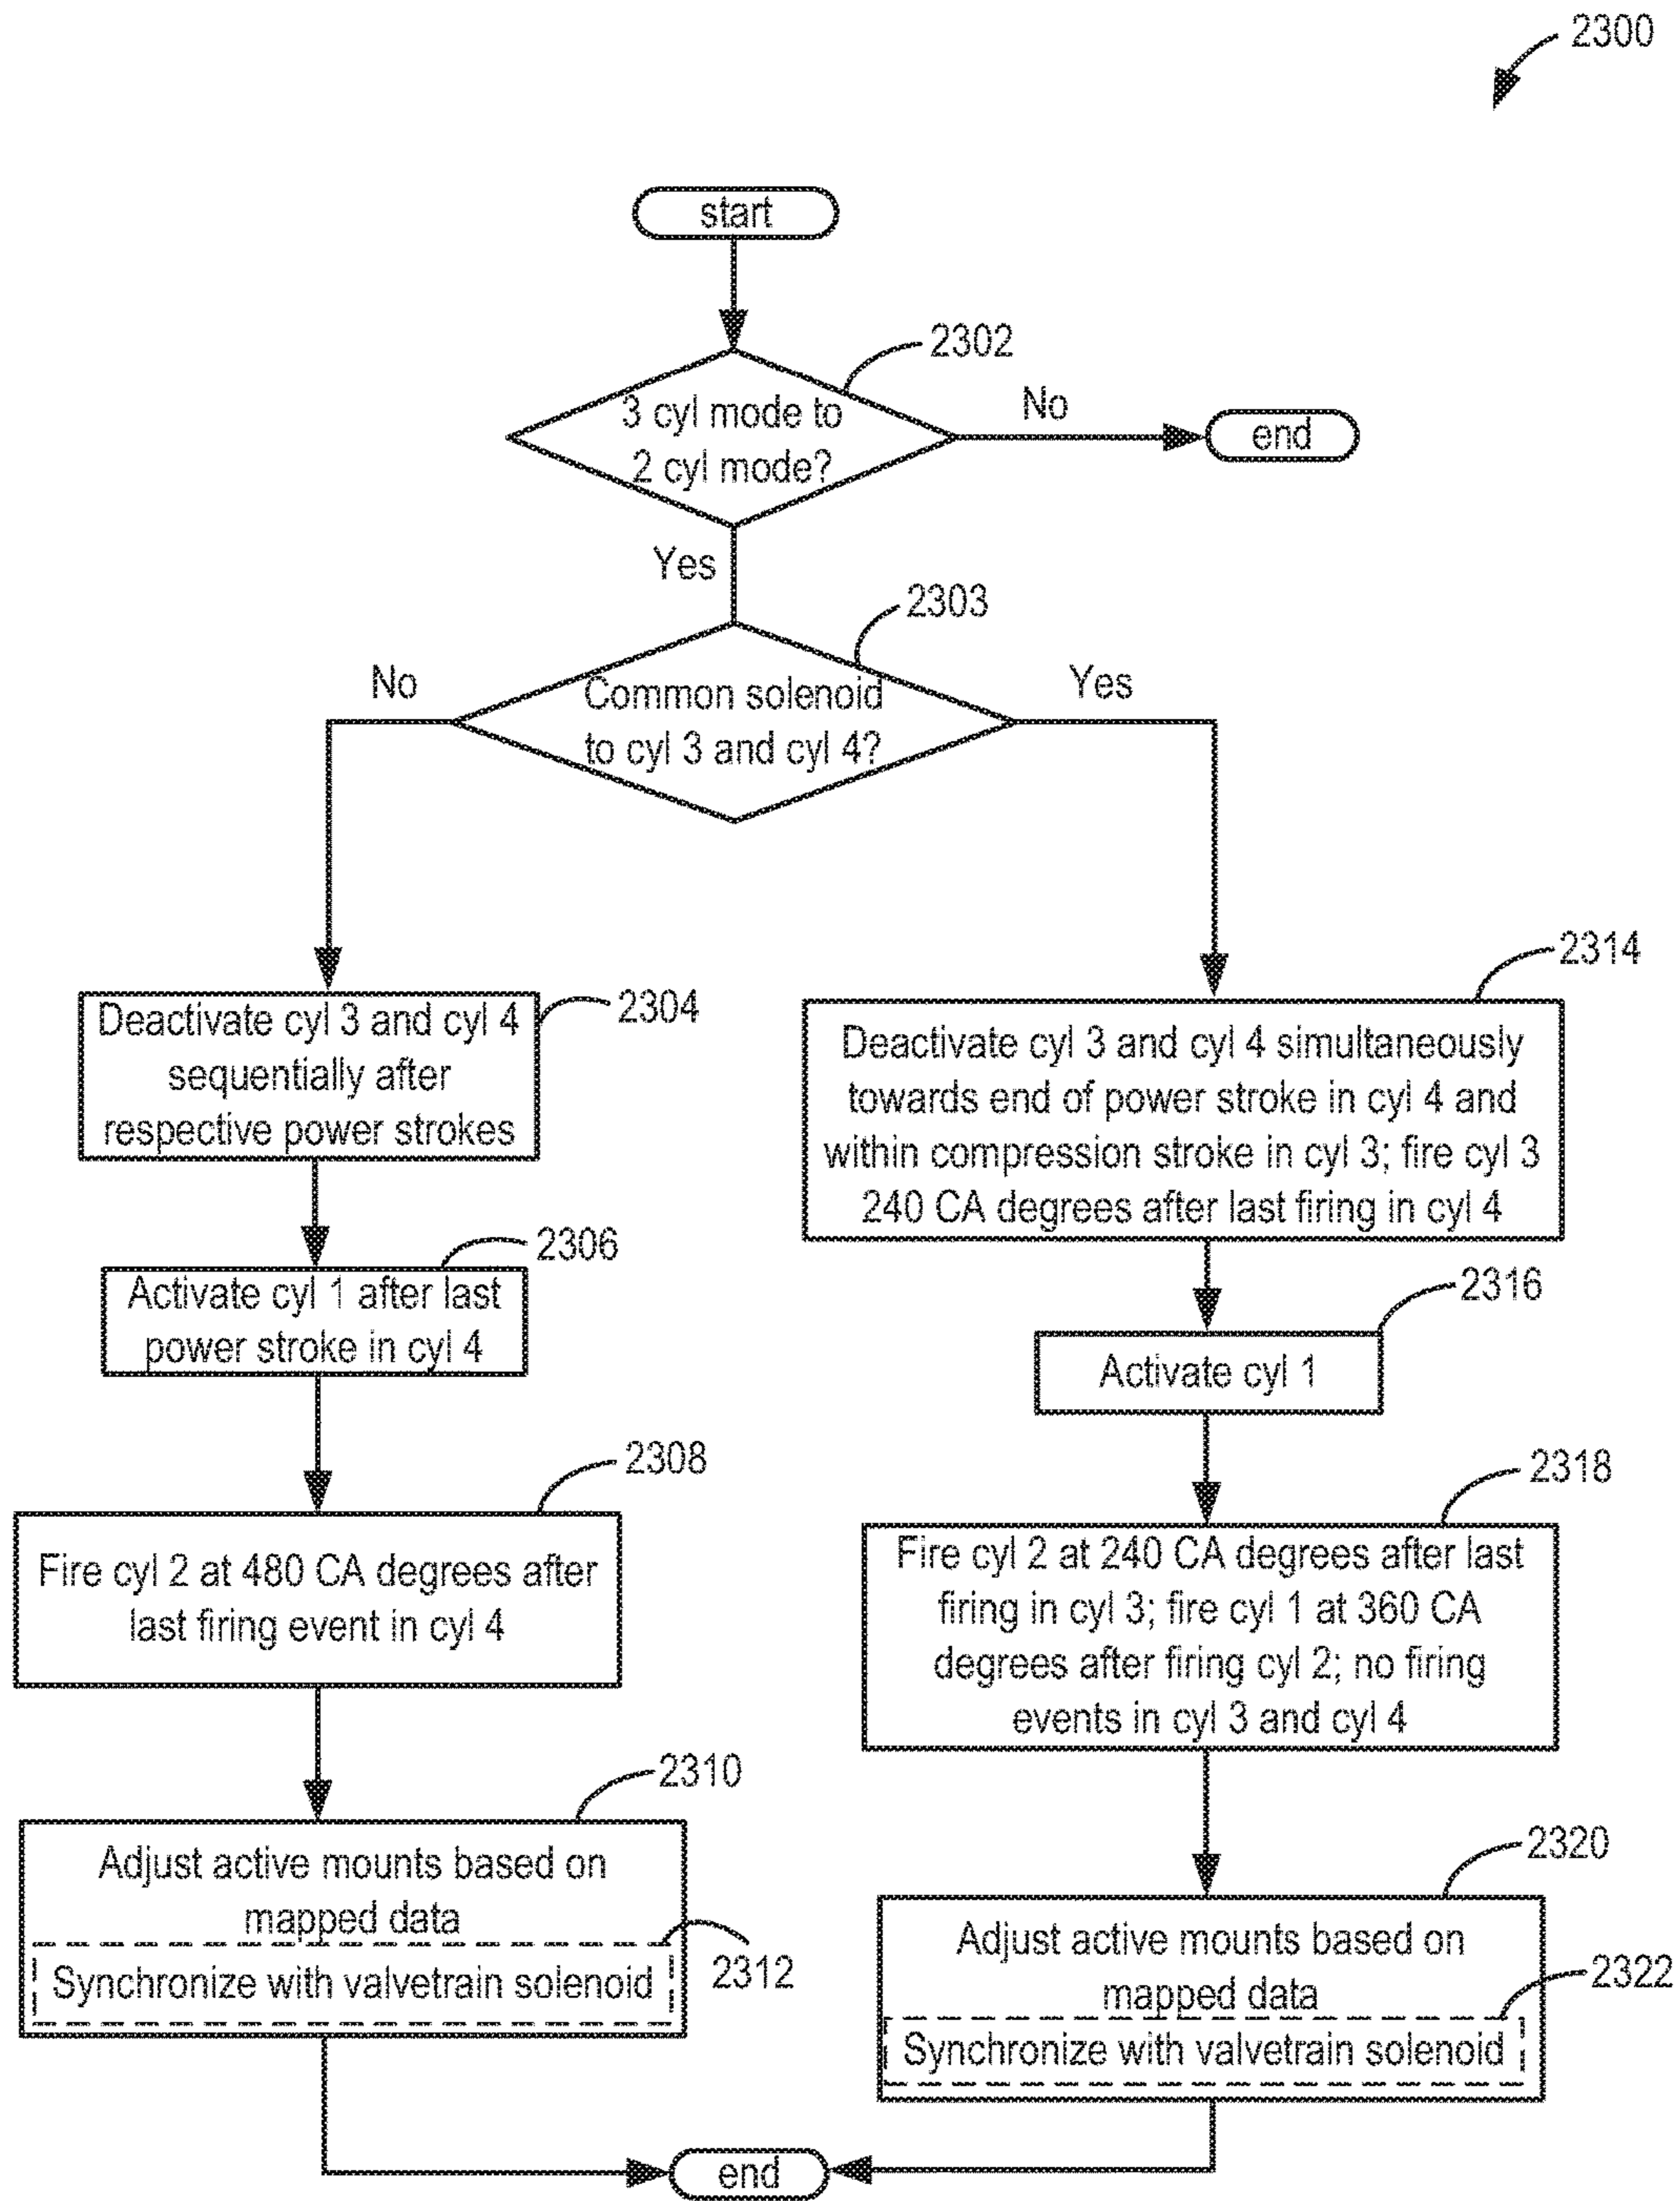 2300
start
2302
3 cyl mode to
2 cyl mode?
No
end
Yes
2303
No
Common solenoid
to cyl 3 and cyl 4?
Yes
2304
Deactivate cyl 3 and cyl 4
sequentially after
respective power strokes
2306
Activate cyl 1 after last
power stroke in cyl 4
2308
Fire cyl 2 at 480 CA degrees after
last firing event in cyl 4
2310
Adjust active mounts based on
mapped data
2312
Synchronize with valvetrain solenoid
2314
Deactivate cyl 3 and cyl 4 simultaneously
towards end of power stroke in cyl 4 and
within compression stroke in cyl 3; fire cyl 3
240 CA degrees after last firing in cyl 4
2316
Activate cyl 1
2318
Fire cyl 2 at 240 CA degrees after last
firing in cyl 3; fire cyl 1 at 360 CA
degrees after firing cyl 2; no firing
events in cyl 3 and cyl 4
2320
Adjust active mounts based on
mapped data
2322
Synchronize with valvetrain solenoid
end